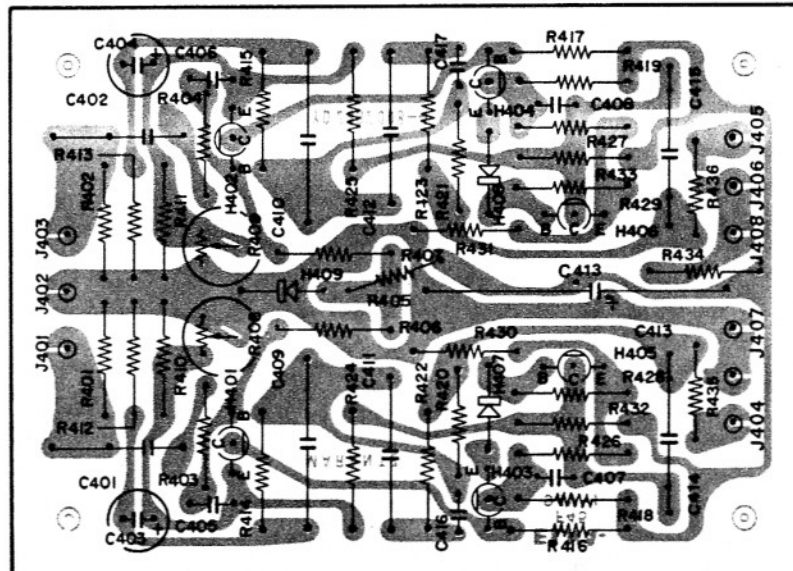 C404
C406
R415
C417
B
R417
C402
R404
E
C
H404
C408
R419
C415
R413
R402
R411
H402
B
C410
R425
C412
R423
R421
H408
R427
R433
R429
R436
J405
J406
J403
R409
R407
R431
B
C
E
H406
J408
J402
H409
R405
C.413
R434
J401
R408
R406
R430
C413
J407
R401
R410
C409
C411
R424
R422
R420
H407
B
C
E
H405
R428
R435
R412
H401
B
C
R432
J404
C401
R403
E
MARANTZ
E
H403
C
R426
C407
C403
C405
R414
C416
B
R416
R418
C414